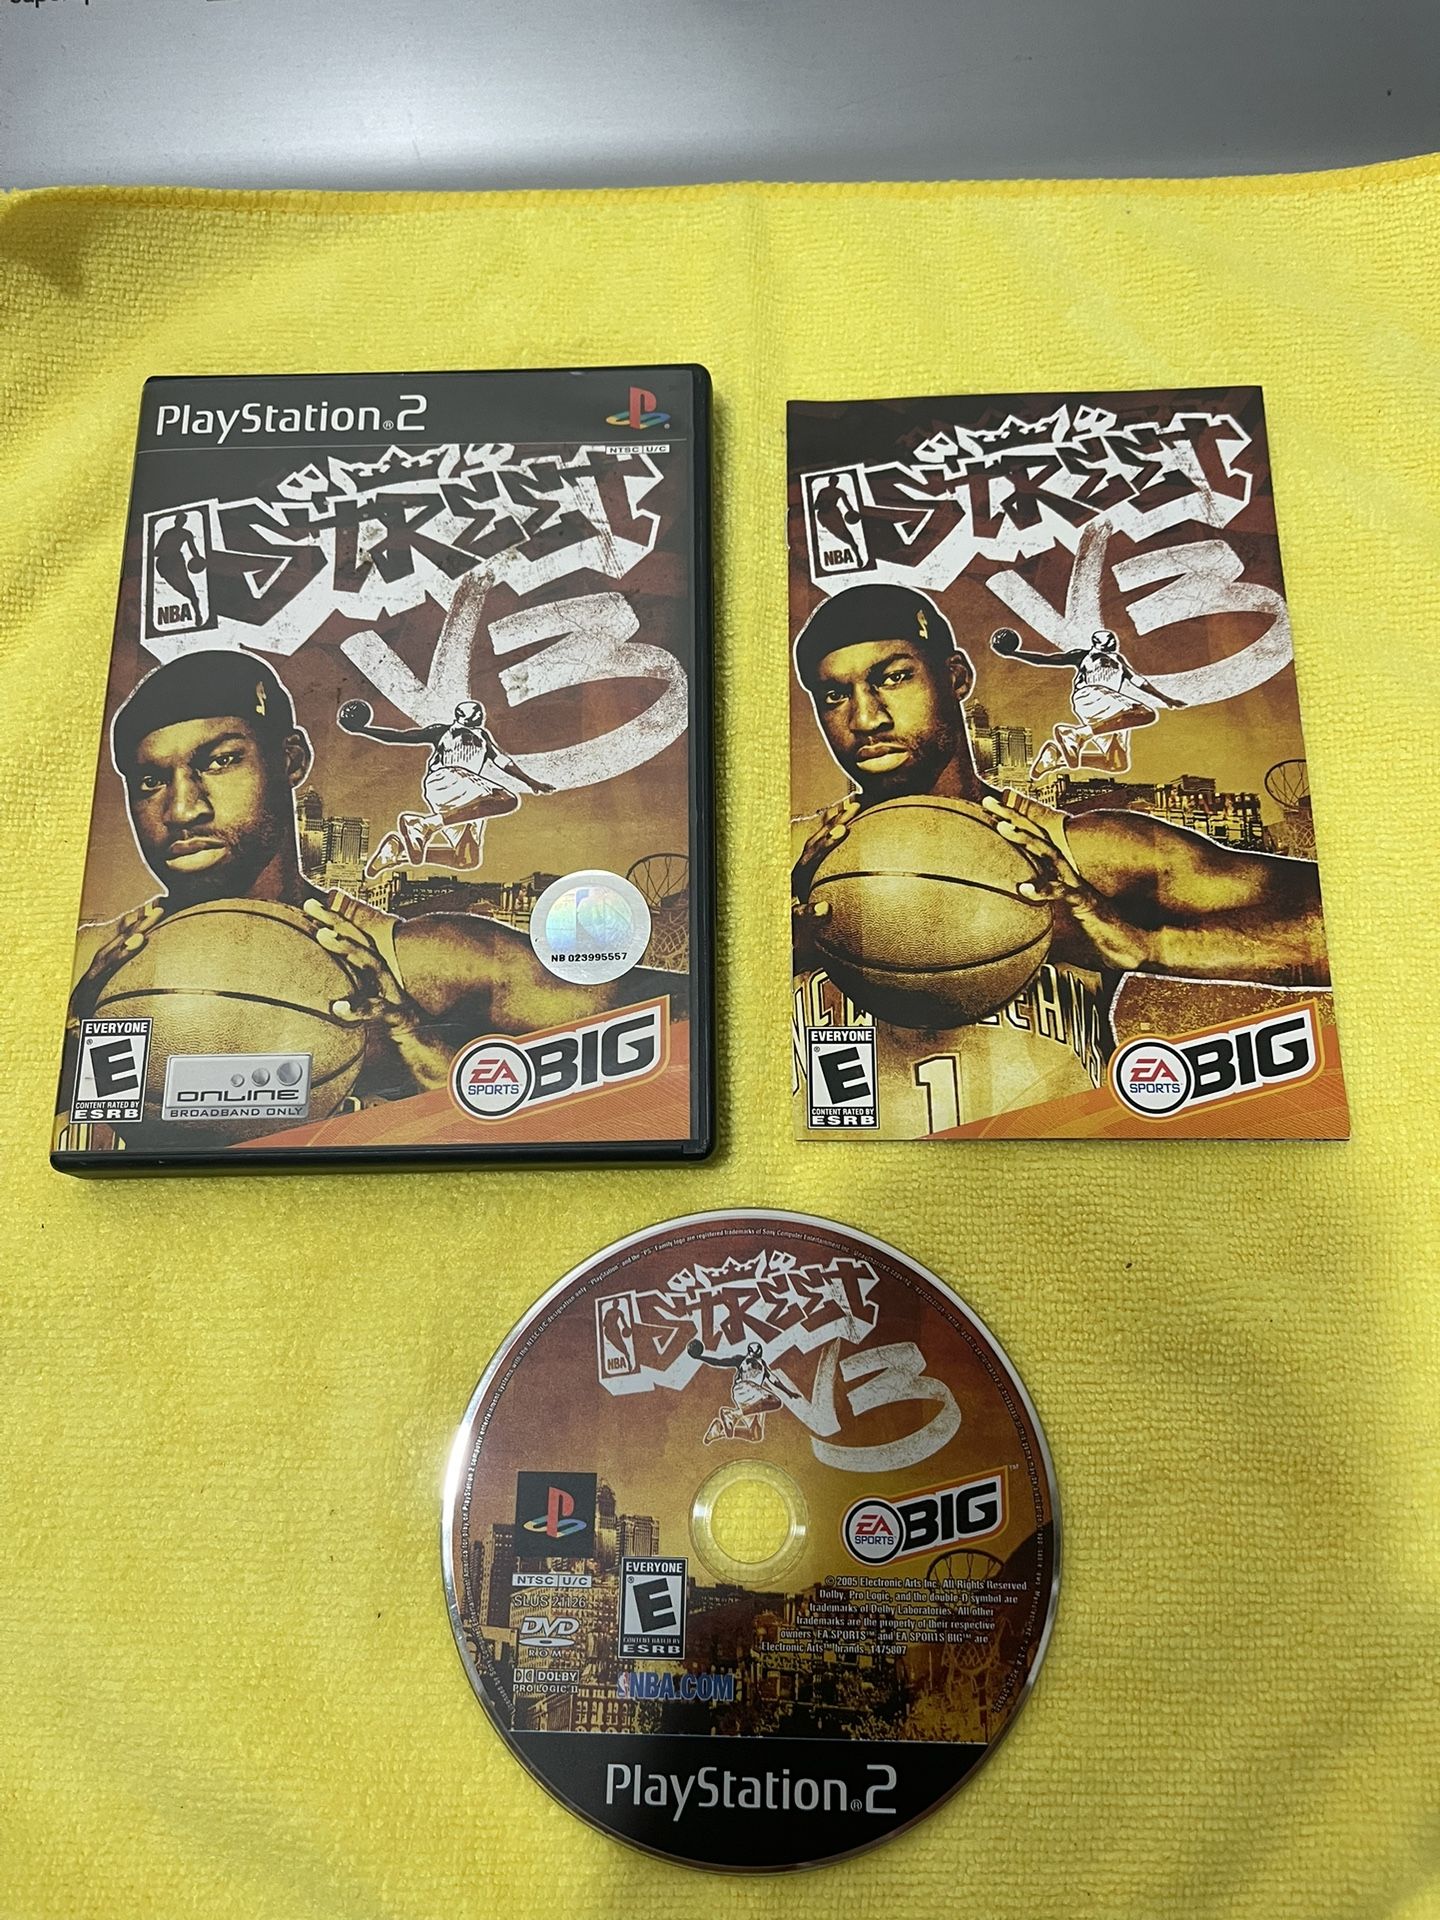 PlayStation®2
NTSC U/C
STREET
NBA
V3
NB 023995557
EVERYONE
E
CONTENT RATED BY
ESRB
ONLINE
BROADBAND ONLY
EA
SPORTS
BIG
STREET
NBA
V3
1
EVERYONE
E
CONTENT RATED BY
ESRB
EA
SPORTS
BIG
STREET
NBA
V3
EA
SPORTS
BIG™
NTSC U/C
SLUS 21126
DVD
ROM
DOLBY
PRO LOGIC II
EVERYONE
E
CONTENT RATED BY
ESRB
NBA.COM
© 2005 Electronic Arts Inc. All Rights Reserved
Dolby, Pro Logic, and the double-D symbol are
trademarks of Dolby Laboratories. All other
trademarks are the property of their respective
owners. EA SPORTS™ and EA SPORTS BIG™ are
Electronic Arts™ brands. 1475807
PlayStation®2